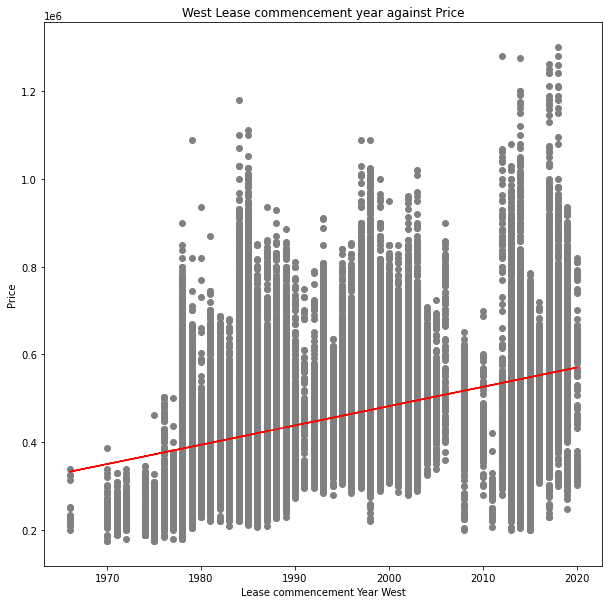 West Lease commencement year against Price
1e6
1.2
1.0
0.8
0.6
0.4
0.2
Price
1970 1980 1990 2000 2010 2020
Lease commencement Year West